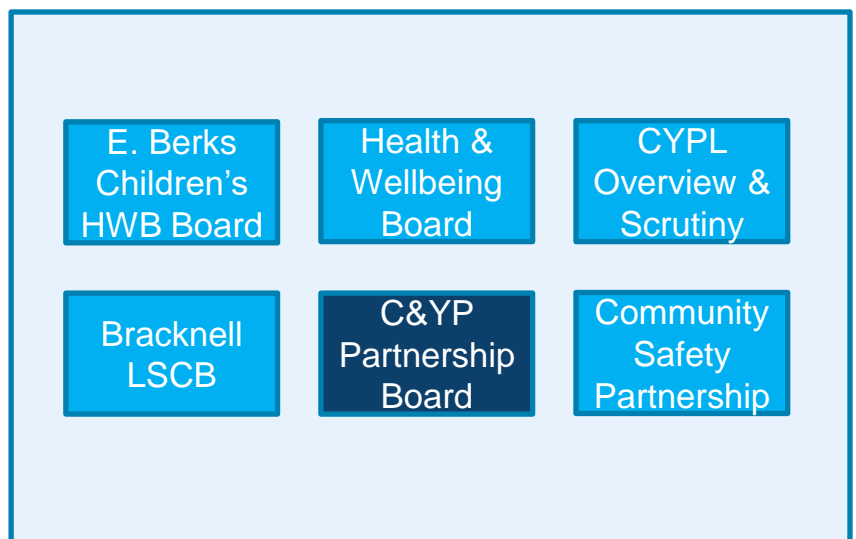 E. Berks
Children’s
HWB Board
Health &
Wellbeing
Board
CYPL
Overview &
Scrutiny
Bracknell
LSCB
C&YP
Partnership
Board
Community
Safety
Partnership